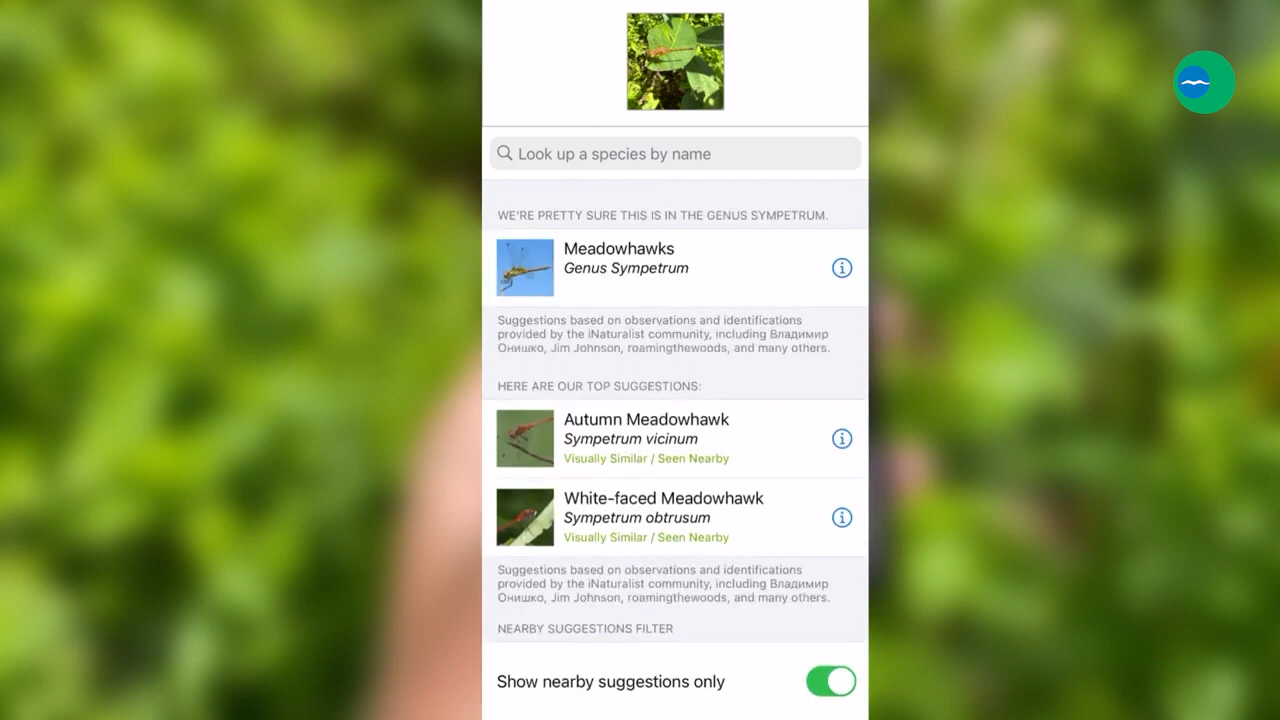 Look up a species by name
WE'RE PRETTY SURE THIS IS IN THE GENUS SYMPETRUM.
Meadowhawks
Genus Sympetrum
Suggestions based on observations and identifications
provided by the iNaturalist community, including Владимир
Онишко, Jim Johnson, roamingthewoods, and many others.
HERE ARE OUR TOP SUGGESTIONS:
Autumn Meadowhawk
Sympetrum vicinum
Visually Similar / Seen Nearby
White-faced Meadowhawk
Sympetrum obtrusum
Visually Similar / Seen Nearby
Suggestions based on observations and identifications
provided by the iNaturalist community, including Владимир
Онишко, Jim Johnson, roamingthewoods, and many others.
NEARBY SUGGESTIONS FILTER
Show nearby suggestions only